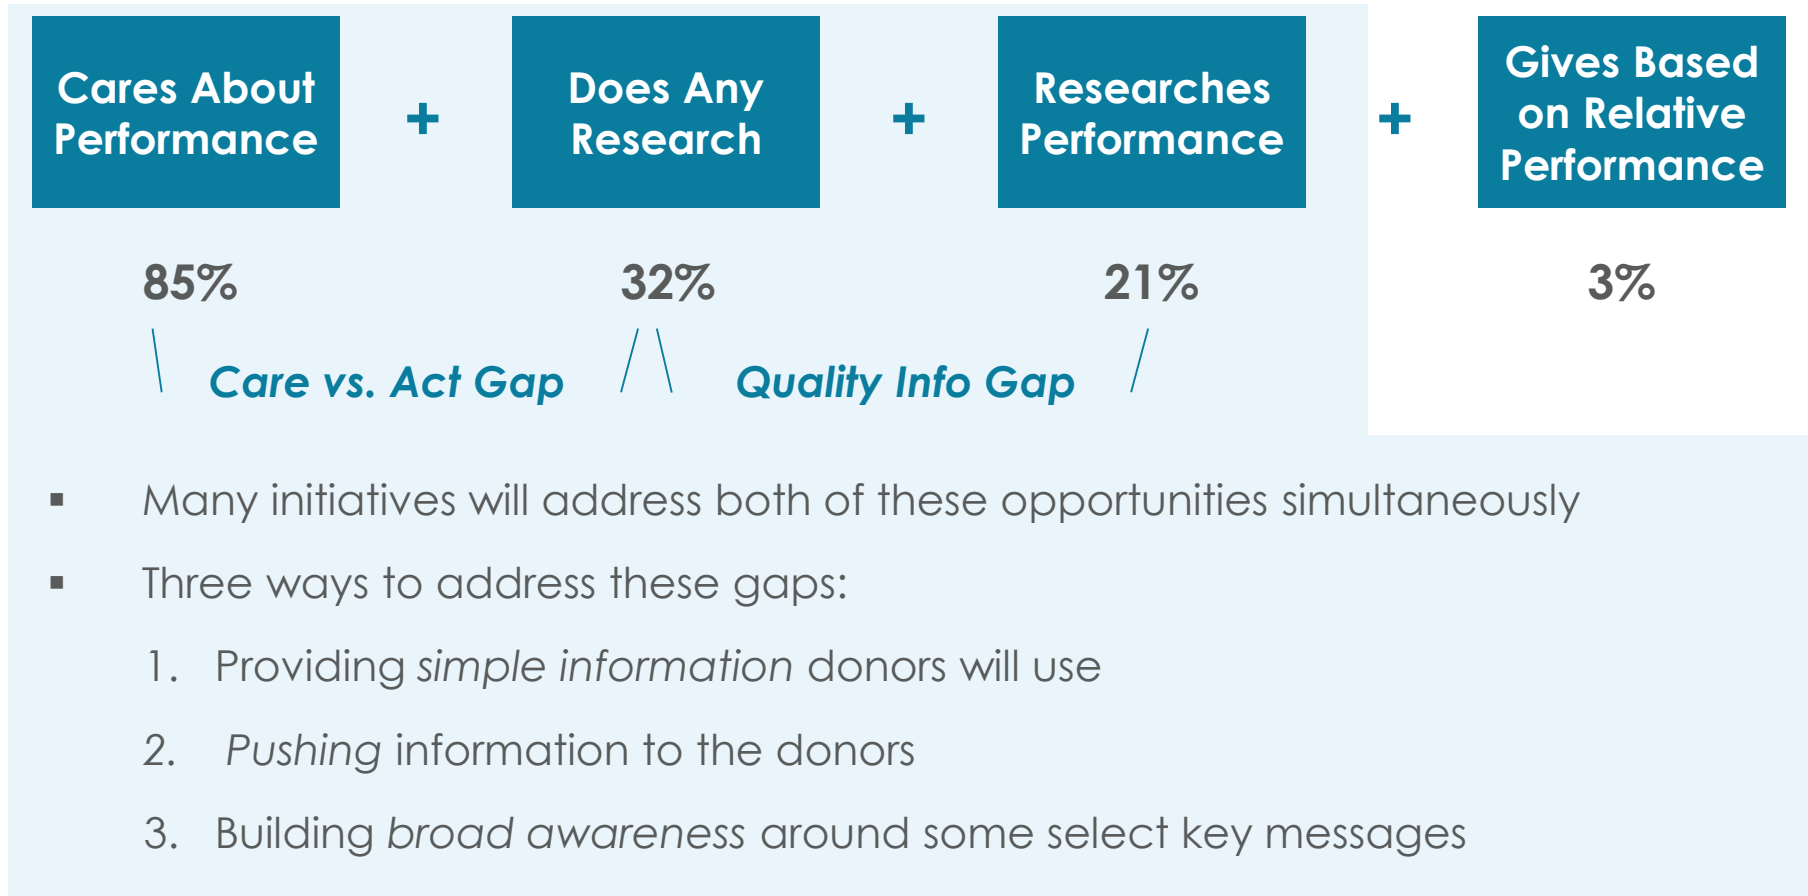 Cares About
Performance
+
Does Any
Research
+
Researches
Performance
+
Gives Based
on Relative
Performance
85%
32%
21%
3%
Care vs. Act Gap
Quality Info Gap
▪ Many initiatives will address both of these opportunities simultaneously
▪ Three ways to address these gaps:
1. Providing simple information donors will use
2. Pushing information to the donors
3. Building broad awareness around some select key messages